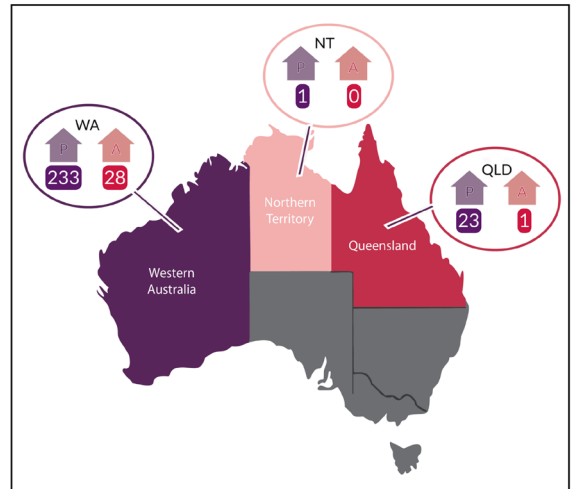 NT
P A
1 0
WA
P A
233 28
QLD
P A
23 1
Northern
Territory
Queensland
Western
Australia